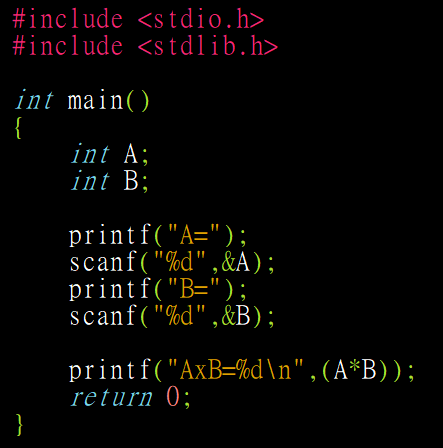 #include <stdio.h>
#include <stdlib.h>

int main()
{
    int A;
    int B;

    printf("A=");
    scanf("%d",&A);
    printf("B=");
    scanf("%d",&B);

    printf("AxB=%d\n",(A*B));
    return 0;
}